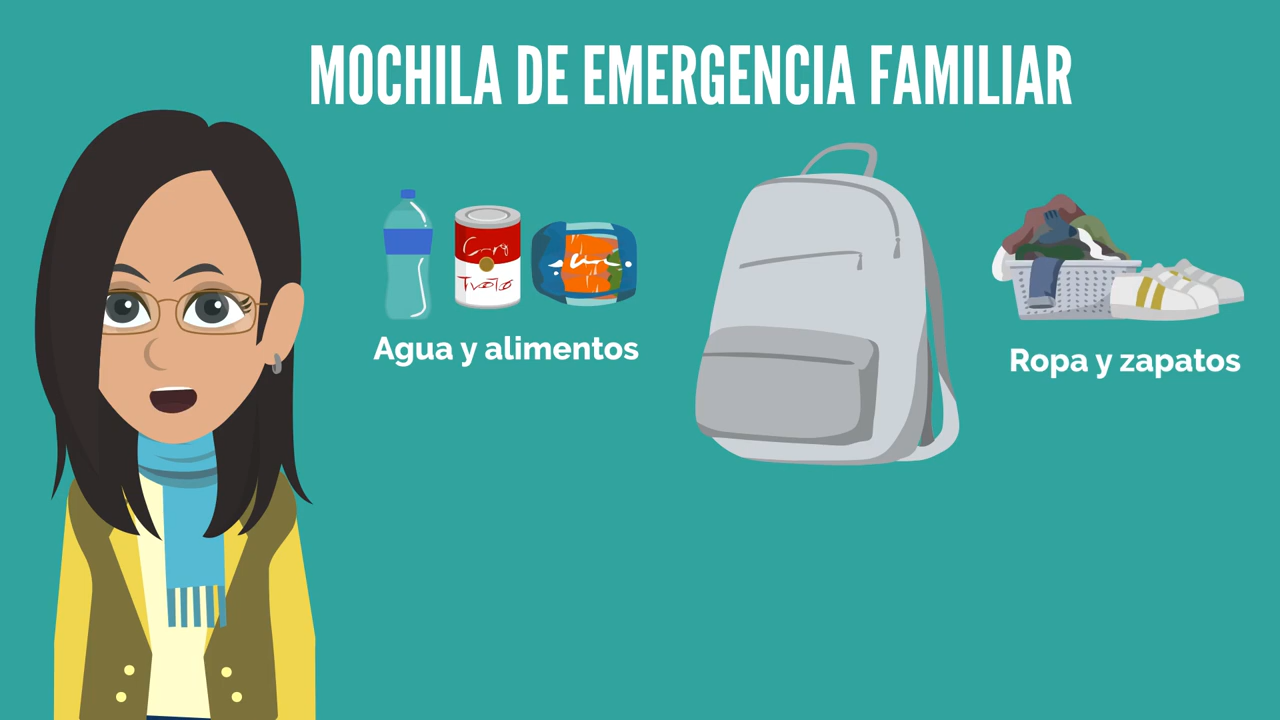 MOCHILA DE EMERGENCIA FAMILIAR
Agua y alimentos
Ropa y zapatos